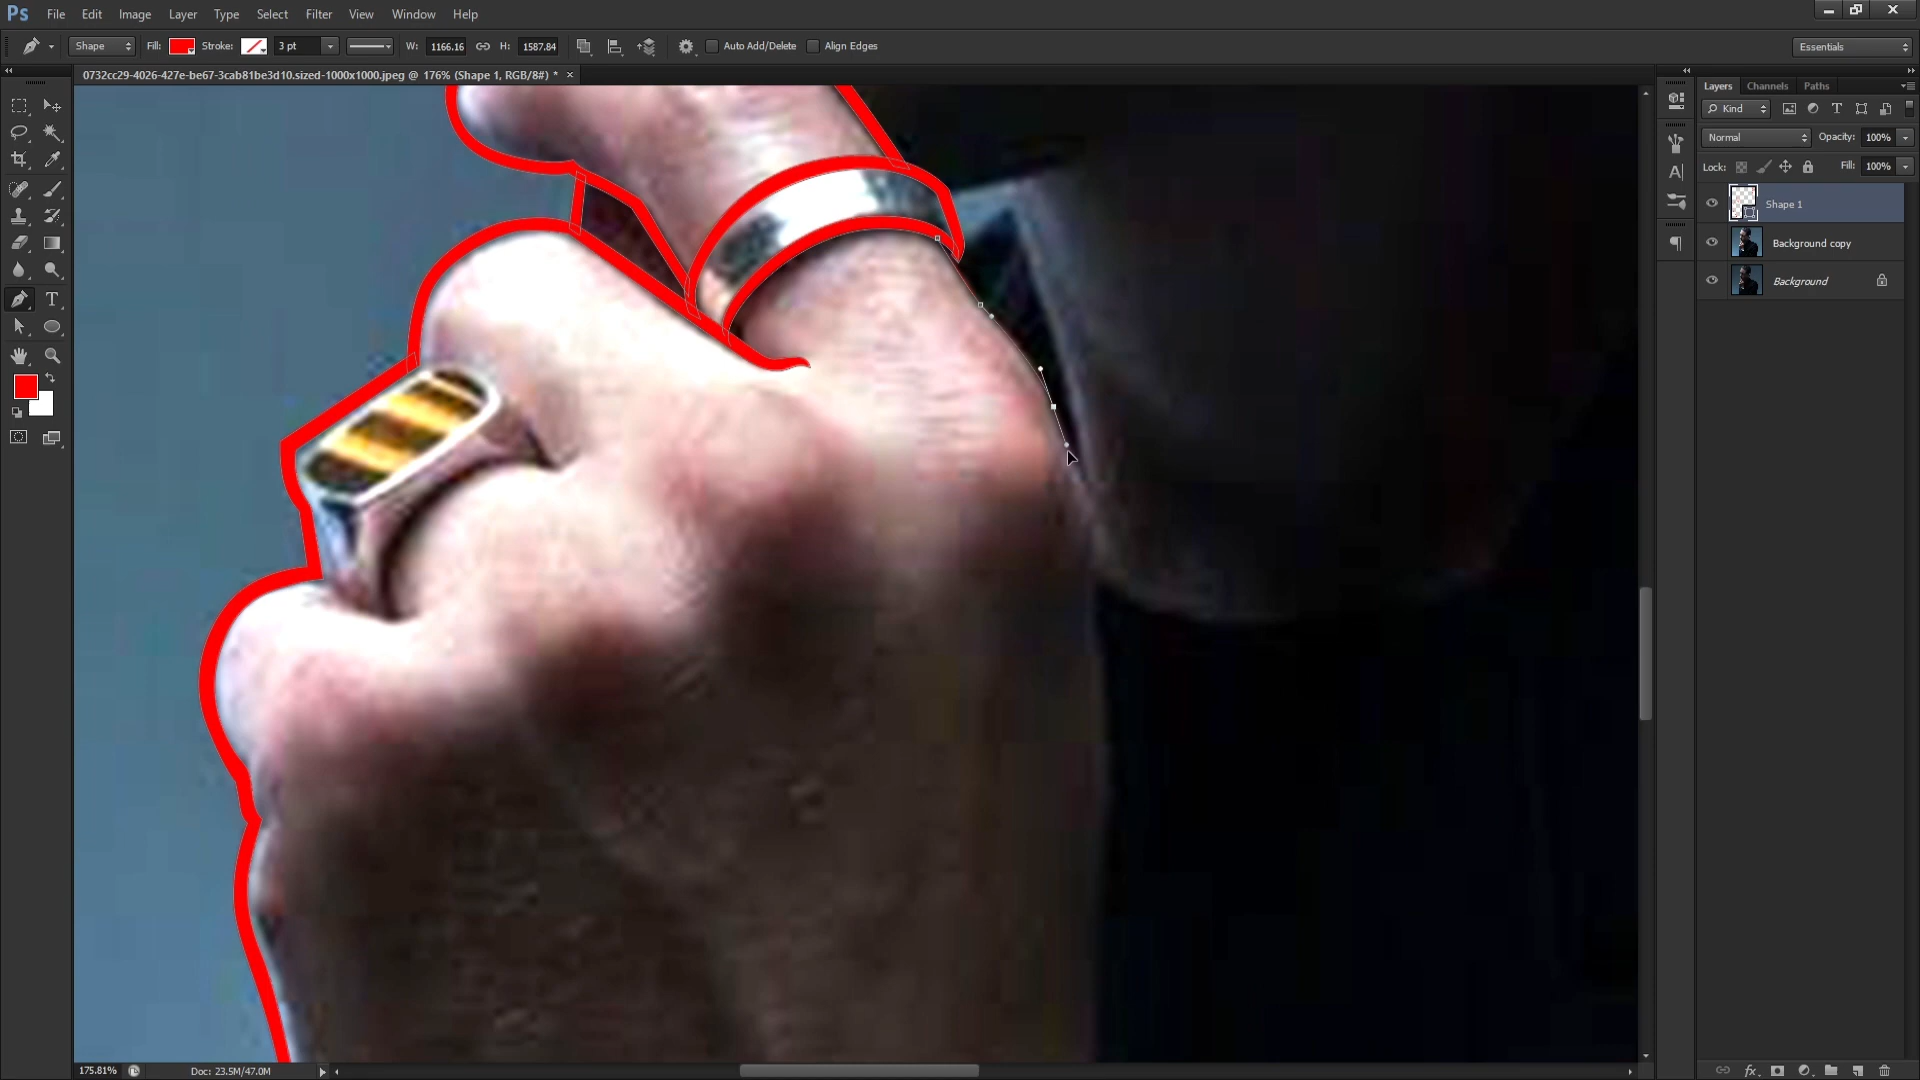 Ps File Edit Image Layer Type Select Filter View Window Help
Shape Fill: Stroke: 3 pt W: 1166.16 H: 1587.84 Auto Add/Delete Align Edges Essentials
0732cc29-4026-427e-be67-3cab81be3d10.sized-1000x1000.jpeg @ 176% (Shape 1, RGB/8#) * ×
Layers Channels Paths
Kind
Normal Opacity: 100%
Lock: Fill: 100%
Shape 1
Background copy
Background
175.81% Doc: 23.5M/47.0M